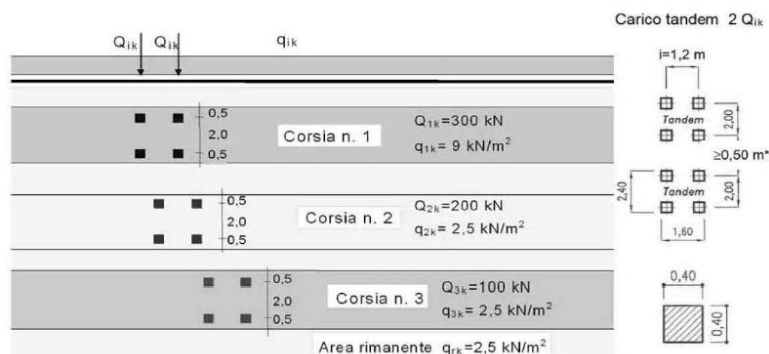 Carico tandem 2 Qik
Qik Qik qik
i=1,2 m
0,5
2,0
0,5
Corsia n. 1
Q1k=300 kN
q1k= 9 kN/m²
Tandem
2,00
≥0,50 m*
0,5
2,0
0,5
Corsia n. 2
Q2k=200 kN
q2k= 2,5 kN/m²
2,40
Tandem
2,00
1,60
0,5
2,0
0,5
Corsia n. 3
Q3k=100 kN
q3k= 2,5 kN/m²
0,40
0,40
Area rimanente qrk=2,5 kN/m²